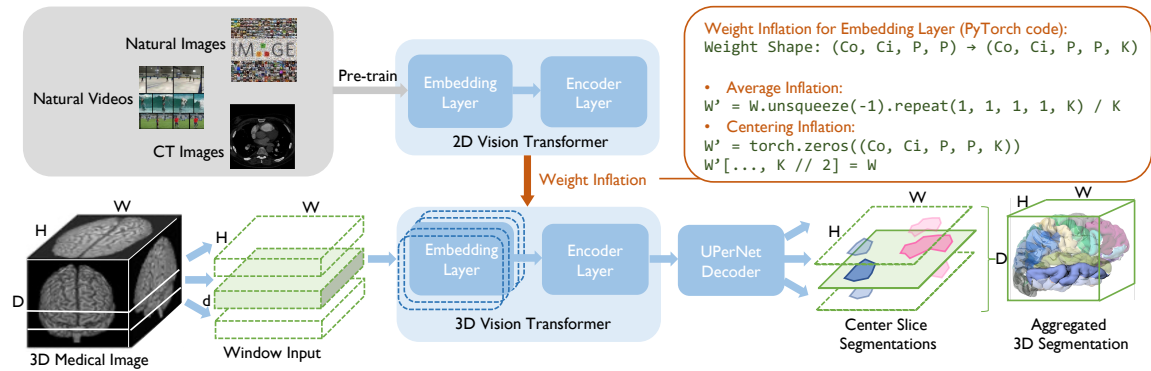 Natural Images
IM GE
Natural Videos
CT Images
Pre-train
Embedding
Layer
Encoder
Layer
2D Vision Transformer
Weight Inflation
Weight Inflation for Embedding Layer (PyTorch code):
Weight Shape: (Co, Ci, P, P) → (Co, Ci, P, P, K)
• Average Inflation:
W' = W.unsqueeze(-1).repeat(1, 1, 1, 1, K) / K
• Centering Inflation:
W' = torch.zeros((Co, Ci, P, P, K))
W'[..., K // 2] = W
W
H
D
3D Medical Image
W
H
d
Window Input
Embedding
Layer
Encoder
Layer
3D Vision Transformer
UPerNet
Decoder
W
H
D
Center Slice
Segmentations
W
H
Aggregated
3D Segmentation